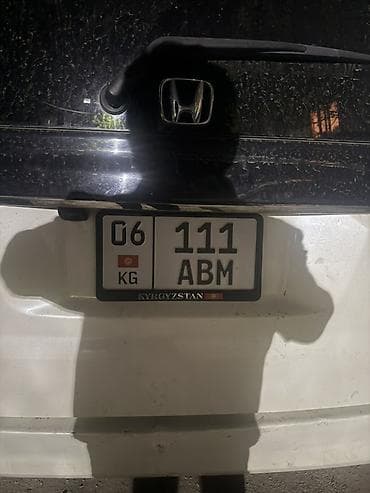 06
KG
111
ABM
KYRGYZSTAN